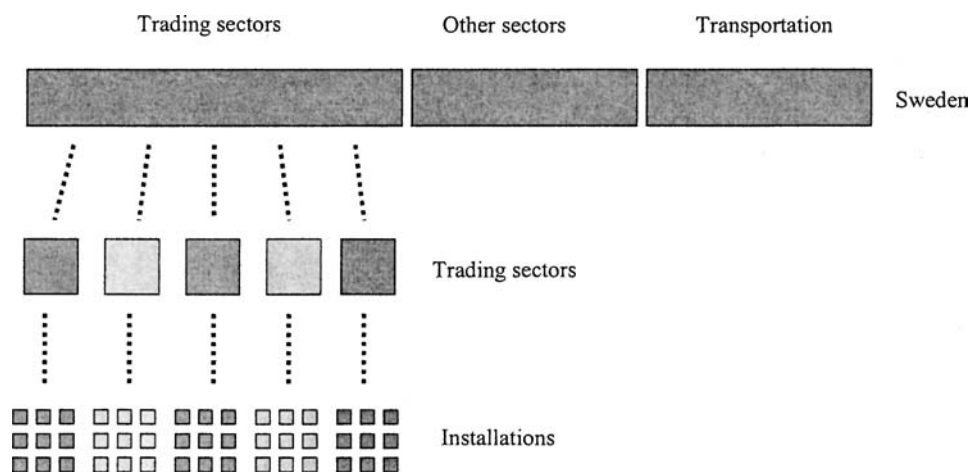 Trading sectors
Other sectors
Transportation
Sweden
Trading sectors
Installations